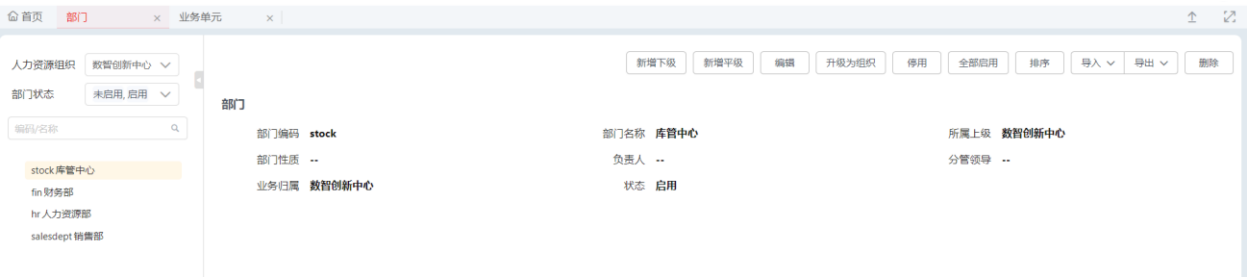 首页 部门 × 业务单元 ×
人力资源组织 数智创新中心
部门状态 未启用, 启用
编码/名称
stock 库管中心
fin 财务部
hr 人力资源部
salesdept 销售部
新增下级 新增平级 编辑 升级为组织 停用 全部启用 排序 导入 导出 删除
部门
部门编码 stock 部门名称 库管中心 所属上级 数智创新中心
部门性质 -- 负责人 -- 分管领导 --
业务归属 数智创新中心 状态 启用